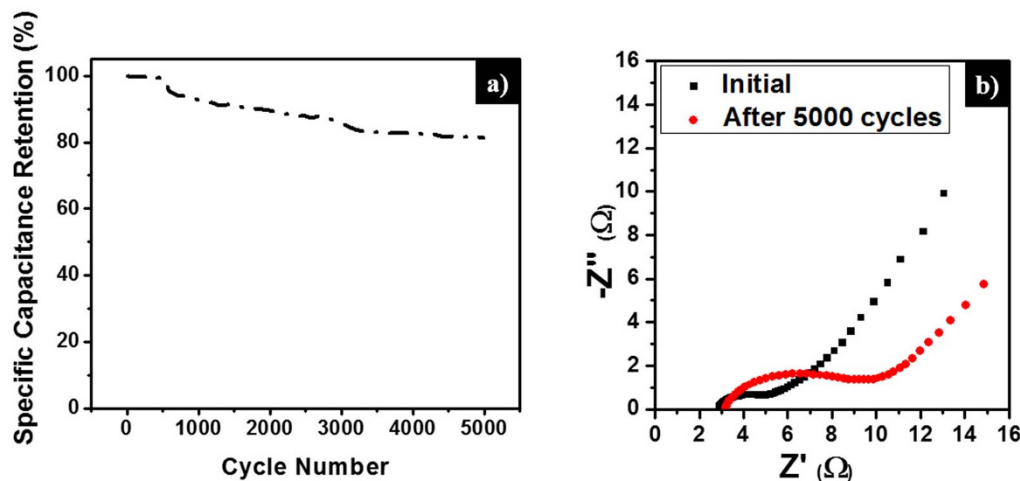 Specific Capacitance Retention (%)
100
80
60
40
20
0
0 1000 2000 3000 4000 5000
Cycle Number
a)
-Z" (Ω)
16
14
12
10
8
6
4
2
0
0 2 4 6 8 10 12 14 16
Z' (Ω)
Initial
After 5000 cycles
b)